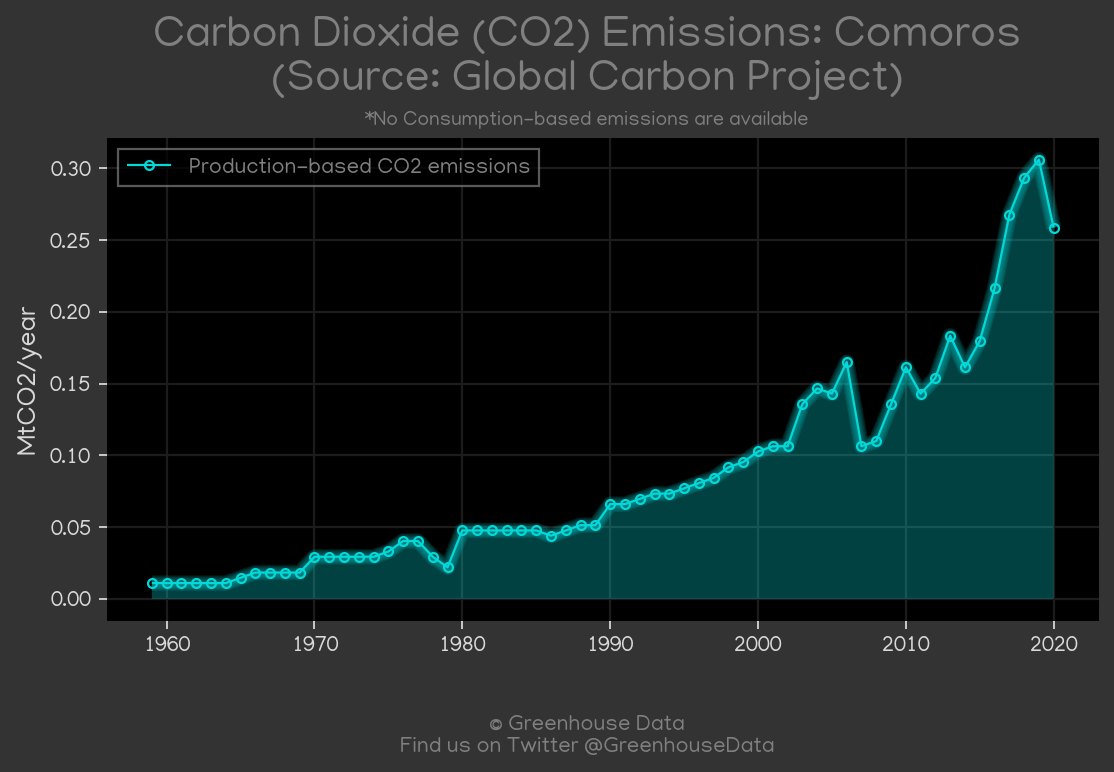 Carbon Dioxide (CO2) Emissions: Comoros
(Source: Global Carbon Project)
*No Consumption-based emissions are available
Production-based CO2 emissions
0.30
0.25
0.20
0.15
0.10
0.05
0.00
MtCO2/year
1960 1970 1980 1990 2000 2010 2020
© Greenhouse Data
Find us on Twitter @GreenhouseData